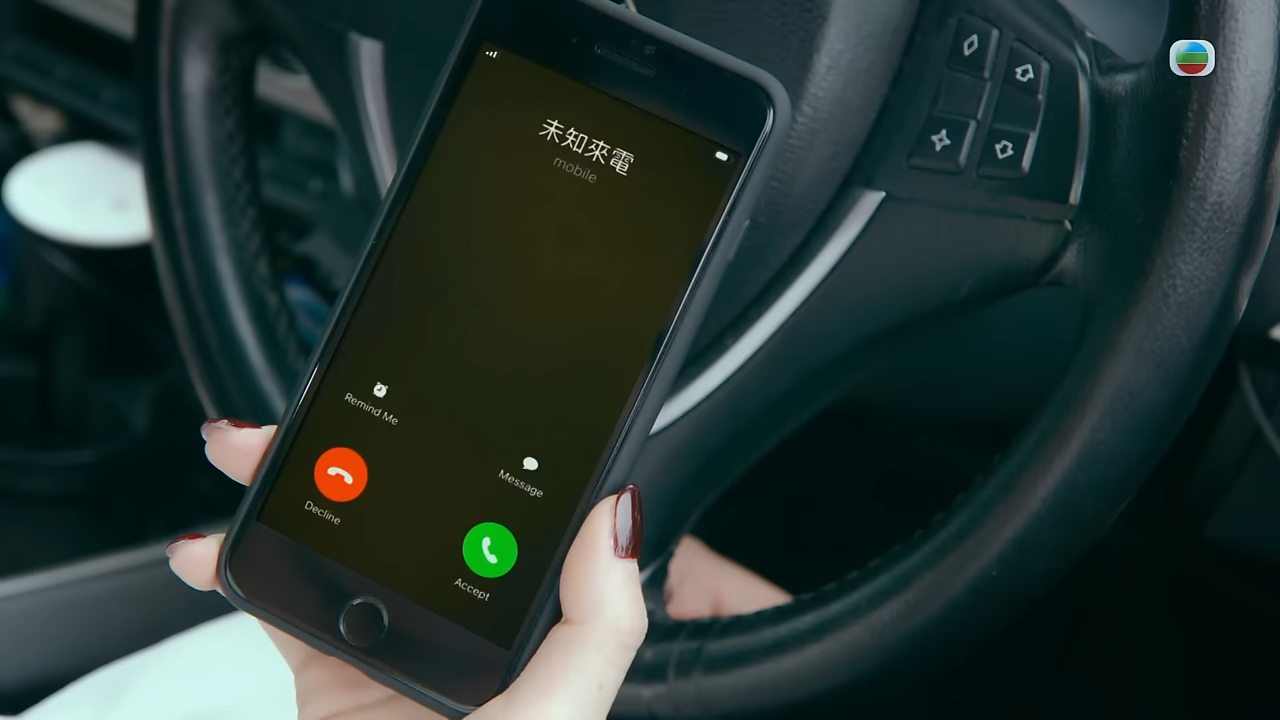 未知來電
mobile
Remind Me
Message
Decline
Accept